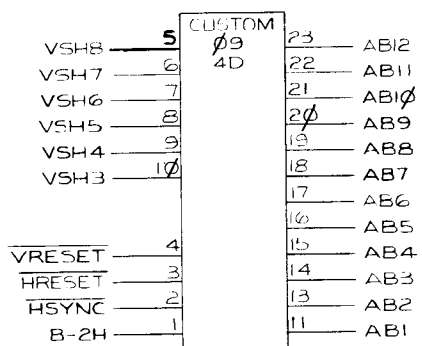 CUSTOM
Ø9
4D
VSH8 5
VSH7 6
VSH6 7
VSH5 8
VSH4 9
VSH3 1Ø
VRESET 4
HRESET 3
HSYNC 2
B-2H 1
23 AB12
22 AB11
21 AB1Ø
2Ø AB9
19 AB8
18 AB7
17 AB6
16 AB5
15 AB4
14 AB3
13 AB2
11 AB1